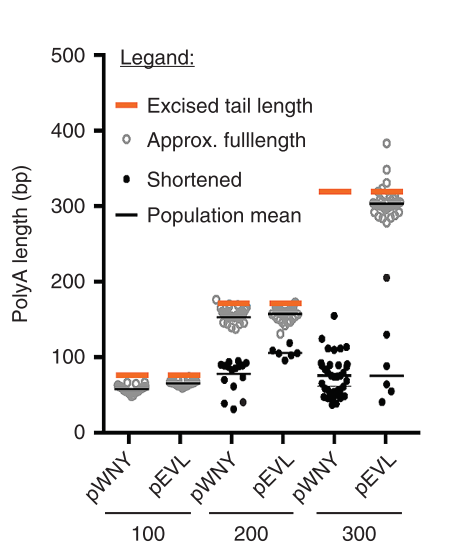 500
400
300
200
100
0
PolyA length (bp)
Legand:
Excised tail length
Approx. fulllength
Shortened
Population mean
pWNY
pEVL
pWNY
pEVL
pWNY
pEVL
100
200
300